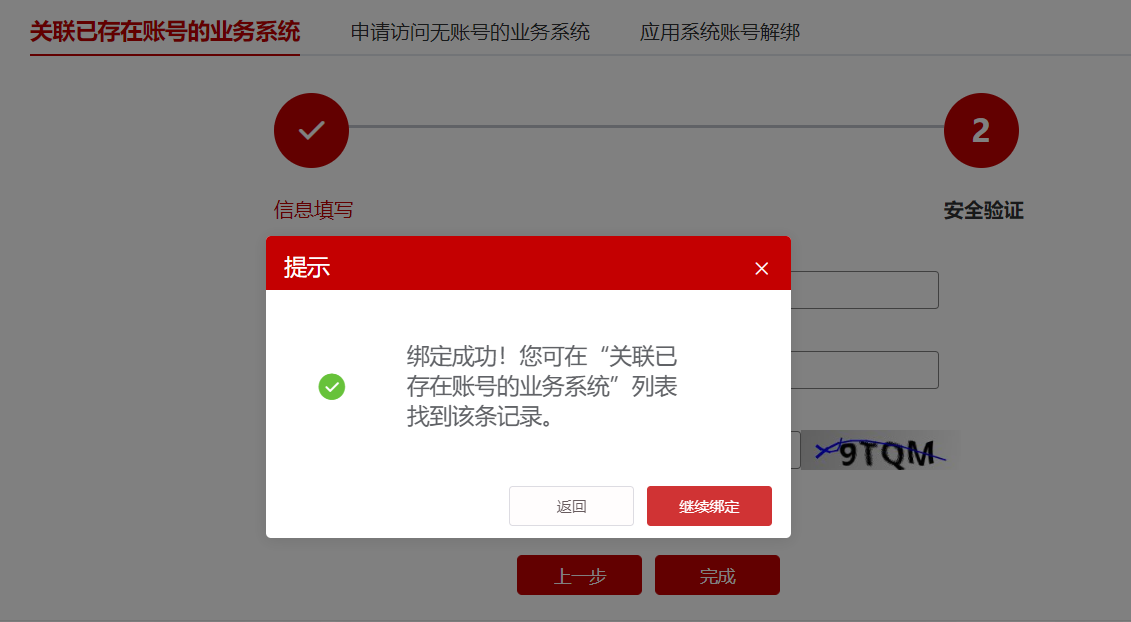 关联已存在账号的业务系统
申请访问无账号的业务系统
应用系统账号解绑
2
信息填写
安全验证
提示
绑定成功！您可在“关联已
存在账号的业务系统”列表
找到该条记录。
9TQM
返回
继续绑定
上一步
完成